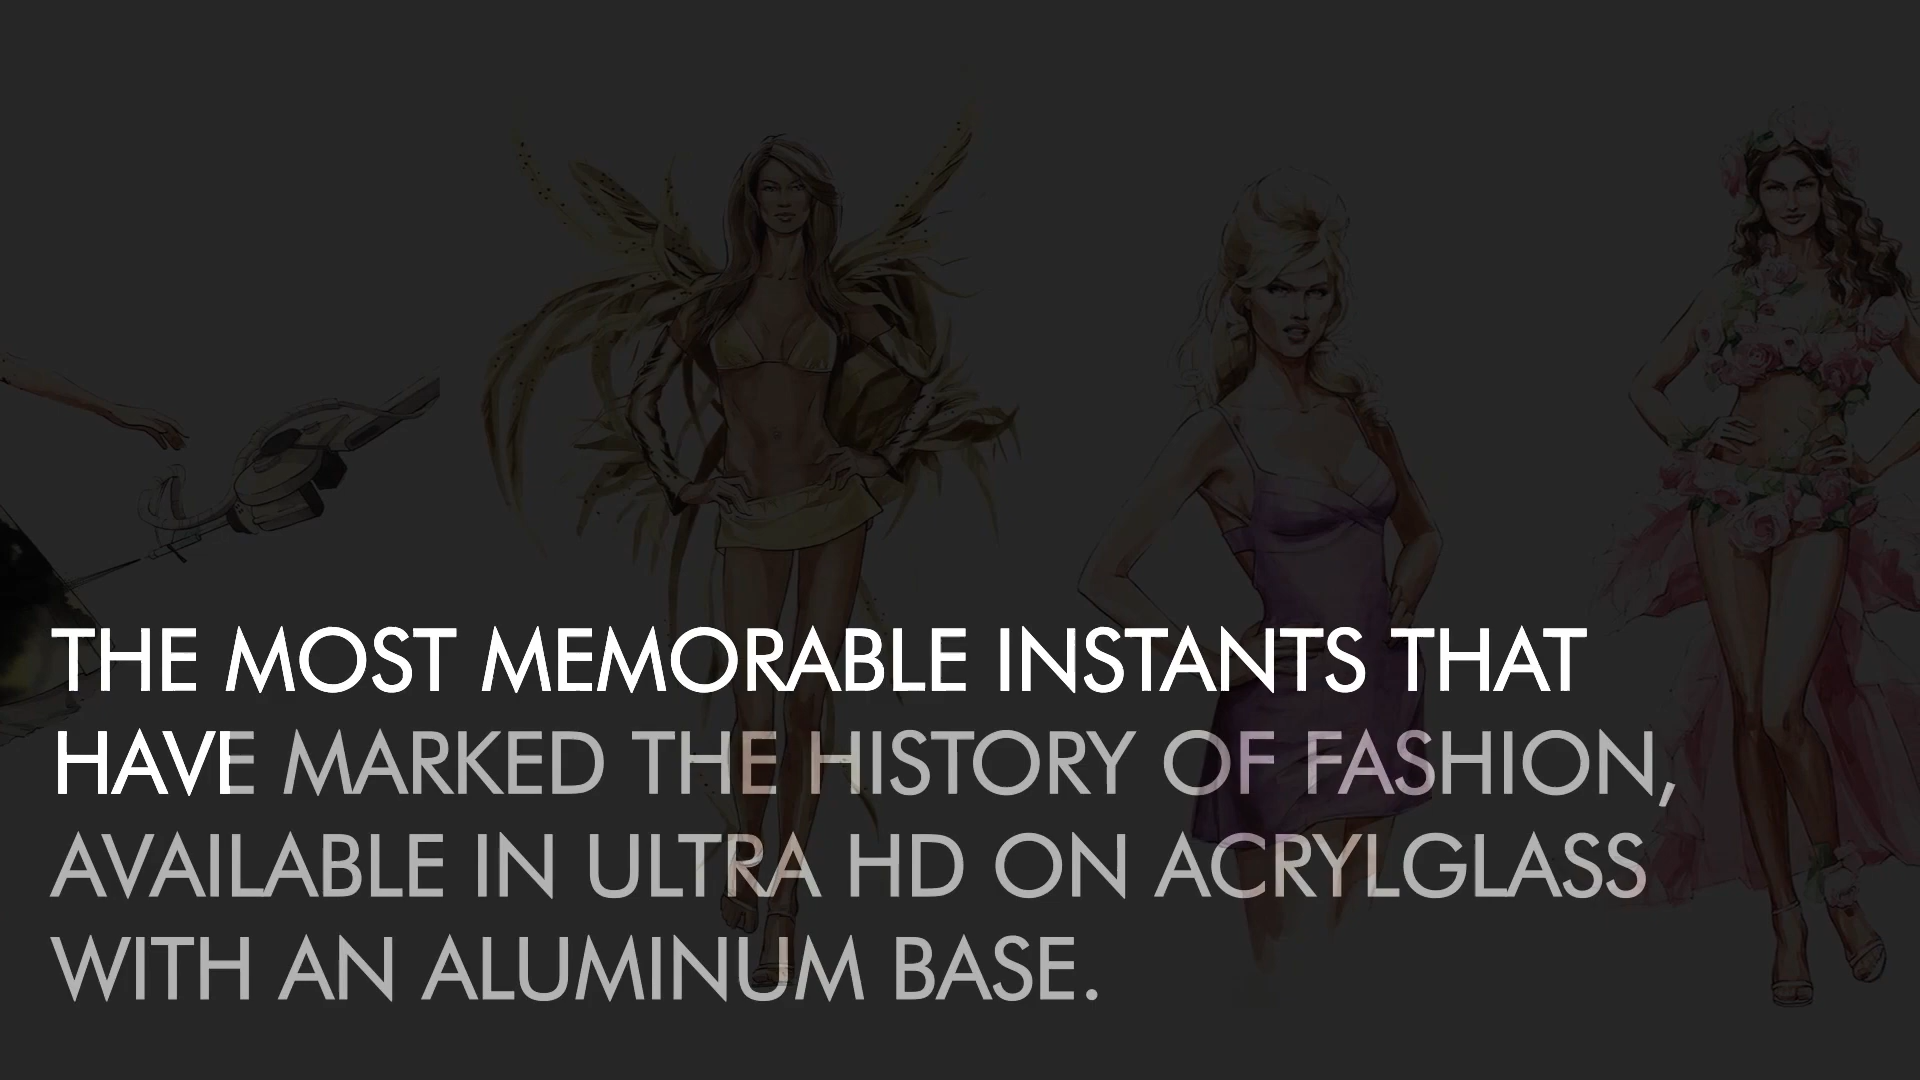 THE MOST MEMORABLE INSTANTS THAT
HAVE MARKED THE HISTORY OF FASHION,
AVAILABLE IN ULTRA HD ON ACRYLGLASS
WITH AN ALUMINUM BASE.